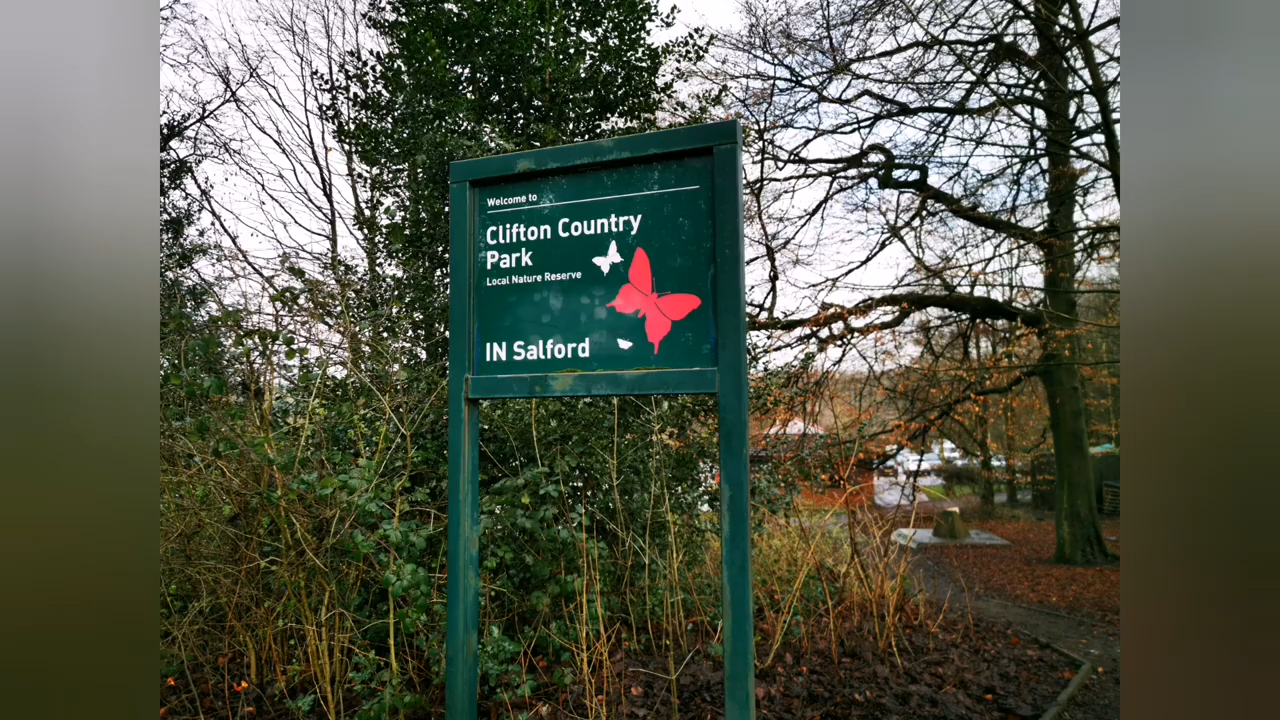 Welcome to
Clifton Country
Park
Local Nature Reserve
IN Salford